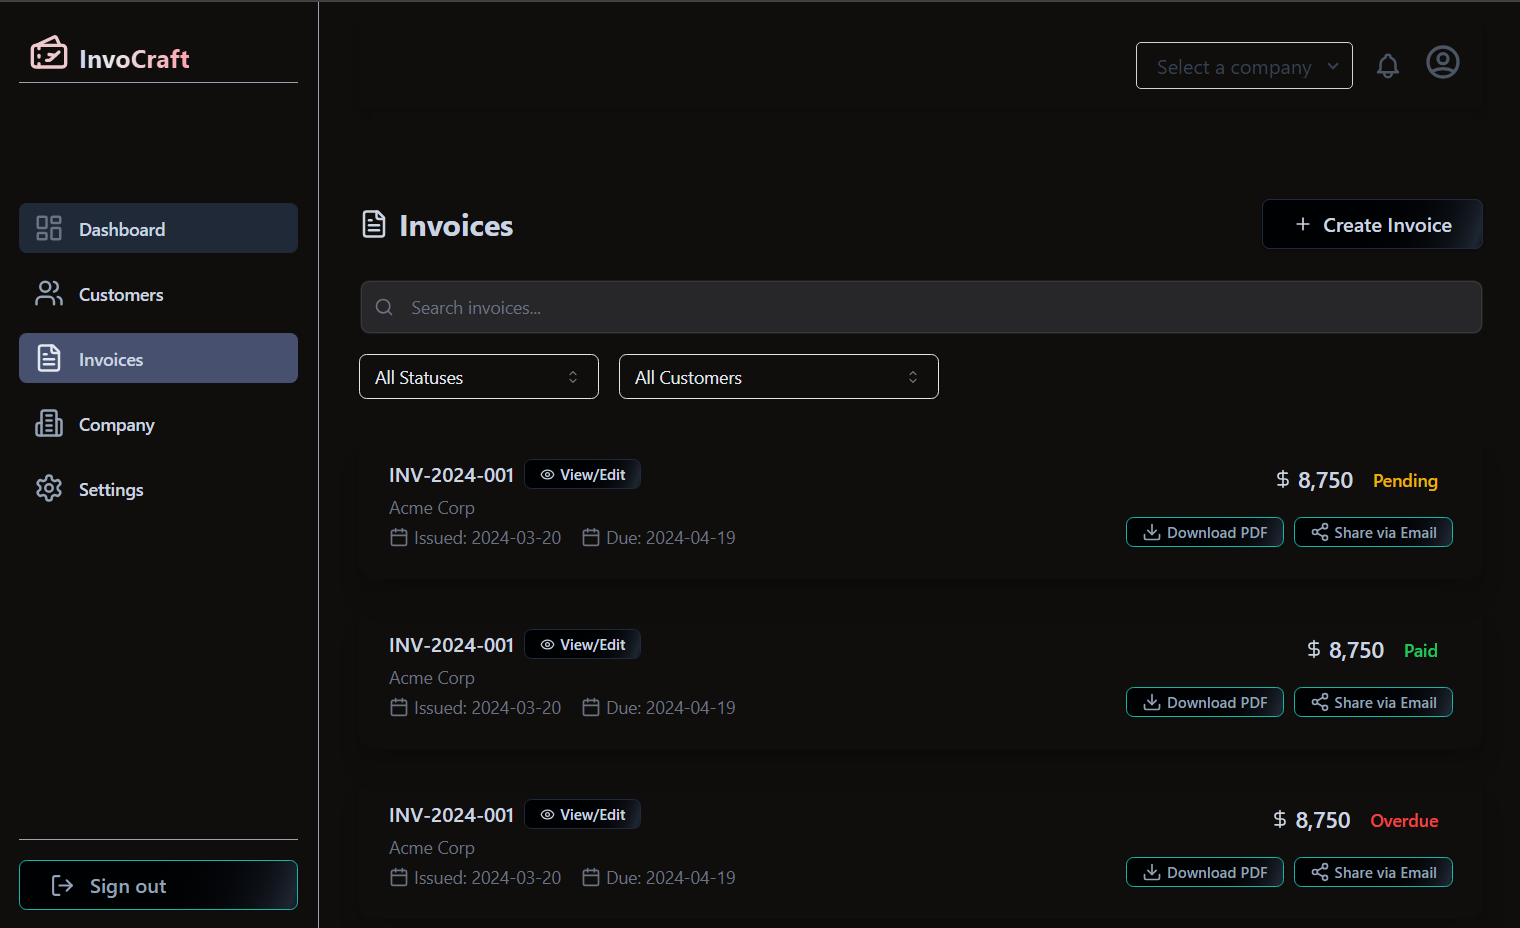 InvoCraft
Select a company
Dashboard
Customers
Invoices
Company
Settings
Sign out
Invoices
+ Create Invoice
Search invoices...
All Statuses
All Customers
INV-2024-001 View/Edit
$ 8,750 Pending
Acme Corp
Issued: 2024-03-20 Due: 2024-04-19
Download PDF Share via Email
INV-2024-001 View/Edit
$ 8,750 Paid
Acme Corp
Issued: 2024-03-20 Due: 2024-04-19
Download PDF Share via Email
INV-2024-001 View/Edit
$ 8,750 Overdue
Acme Corp
Issued: 2024-03-20 Due: 2024-04-19
Download PDF Share via Email